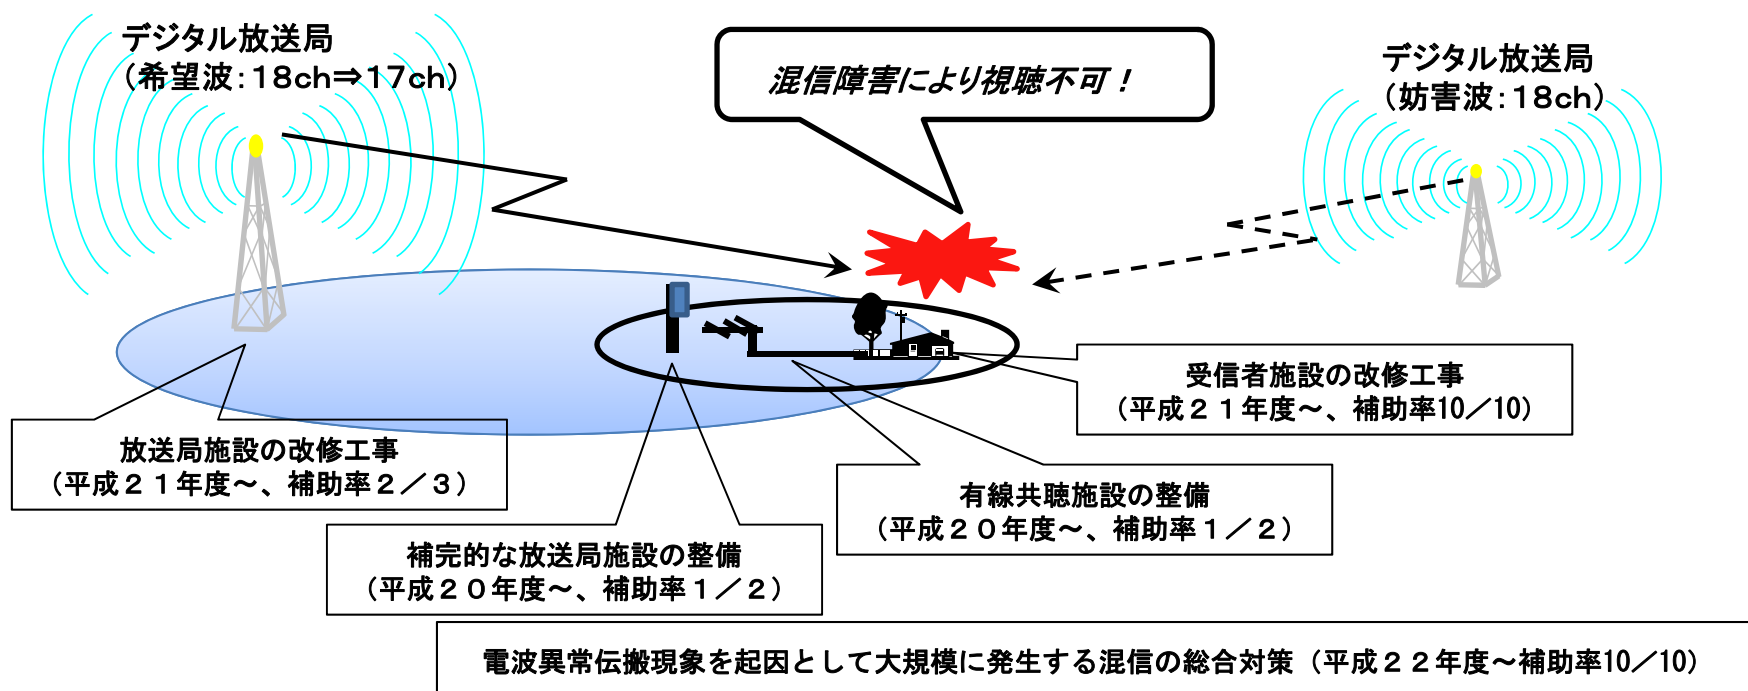 デジタル放送局
（希望波：18ch⇒17ch）
混信障害により視聴不可！
デジタル放送局
（妨害波：18ch）
受信者施設の改修工事
（平成２１年度～、補助率10／10）
放送局施設の改修工事
（平成２１年度～、補助率２／３）
有線共聴施設の整備
（平成２０年度～、補助率１／２）
補完的な放送局施設の整備
（平成２０年度～、補助率１／２）
電波異常伝搬現象を起因として大規模に発生する混信の総合対策（平成２２年度～補助率10／10）